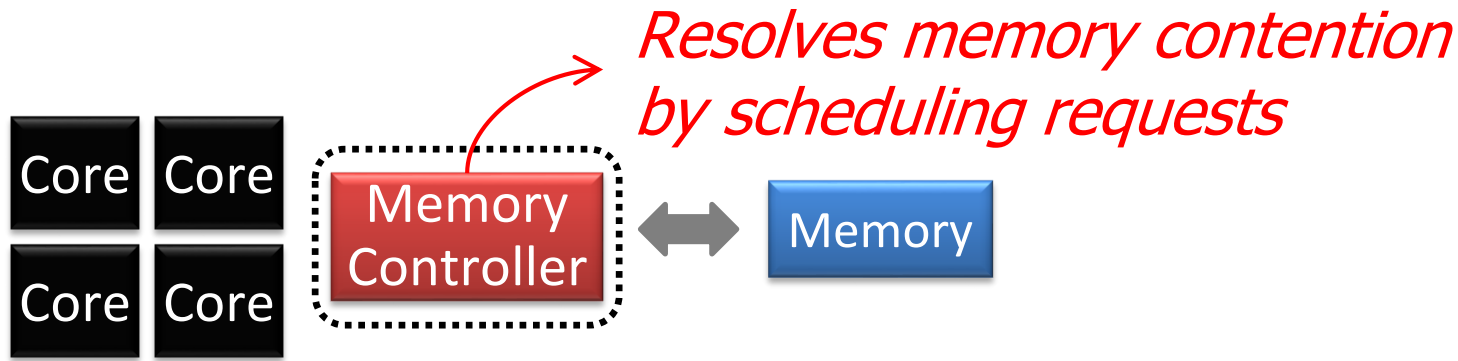 Resolves memory contention
by scheduling requests
Core Core
Memory
Controller
Memory
Core Core